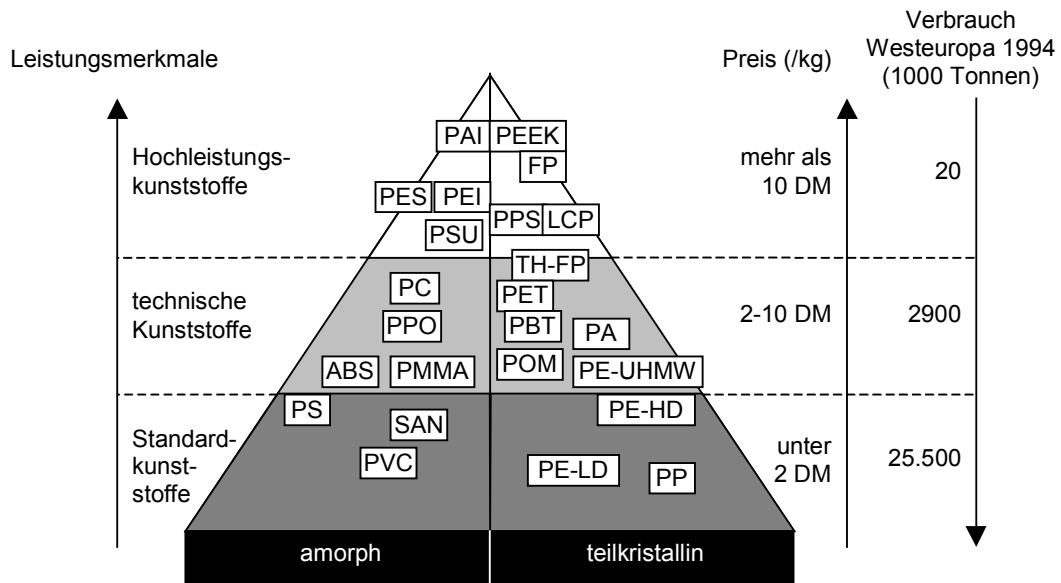 Leistungsmerkmale
Preis (/kg)
Verbrauch
Westeuropa 1994
(1000 Tonnen)
Hochleistungs-
kunststoffe
PAI
PEEK
FP
PES
PEI
PPS
LCP
PSU
mehr als
10 DM
20
technische
Kunststoffe
TH-FP
PC
PET
PPO
PBT
PA
ABS
PMMA
POM
PE-UHMW
2-10 DM
2900
Standard-
kunst-
stoffe
PS
SAN
PVC
PE-HD
PE-LD
PP
unter
2 DM
25.500
amorph
teilkristallin